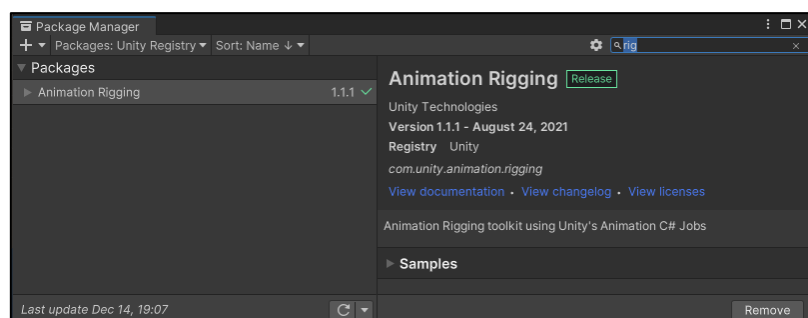 Package Manager
Packages: Unity Registry Sort: Name ↓ rig
Packages
Animation Rigging 1.1.1
Animation Rigging Release
Unity Technologies
Version 1.1.1 - August 24, 2021
Registry Unity
com.unity.animation.rigging
View documentation • View changelog • View licenses
Animation Rigging toolkit using Unity's Animation C# Jobs
Samples
Last update Dec 14, 19:07
Remove